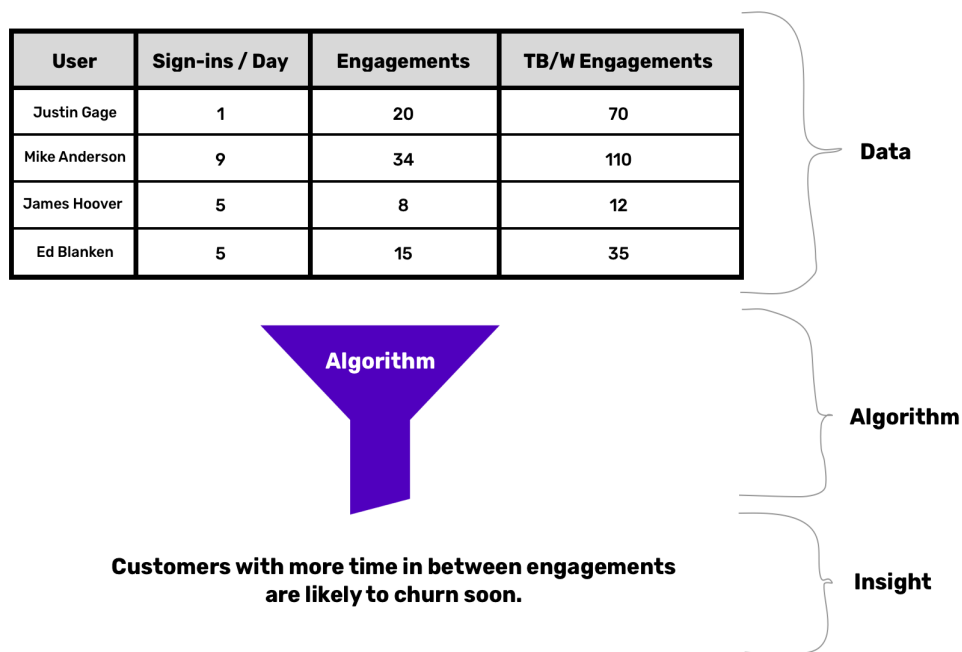 User Sign-ins / Day Engagements TB/W Engagements
Justin Gage 1 20 70
Mike Anderson 9 34 110
James Hoover 5 8 12
Ed Blanken 5 15 35
Data
Algorithm
Algorithm
Customers with more time in between engagements
are likely to churn soon.
Insight